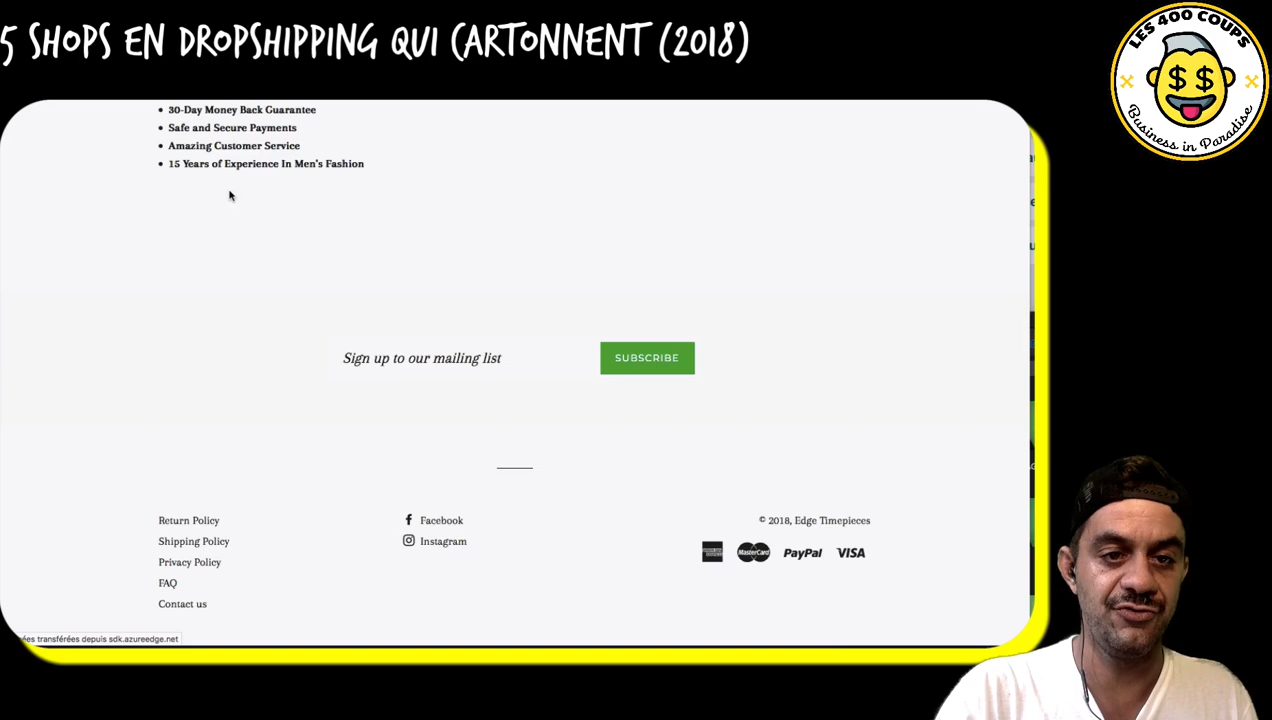 5 SHOPS EN DROPSHIPPING QUI CARTONNENT (2018)
LES 400 COUPS
$ $
Business in Paradise
30-Day Money Back Guarantee
Safe and Secure Payments
Amazing Customer Service
15 Years of Experience In Men's Fashion
Sign up to our mailing list
SUBSCRIBE
Return Policy
Shipping Policy
Privacy Policy
FAQ
Contact us
Facebook
Instagram
© 2018, Edge Timepieces
MasterCard
PayPal
VISA
transférées depuis sdk.azureedge.net